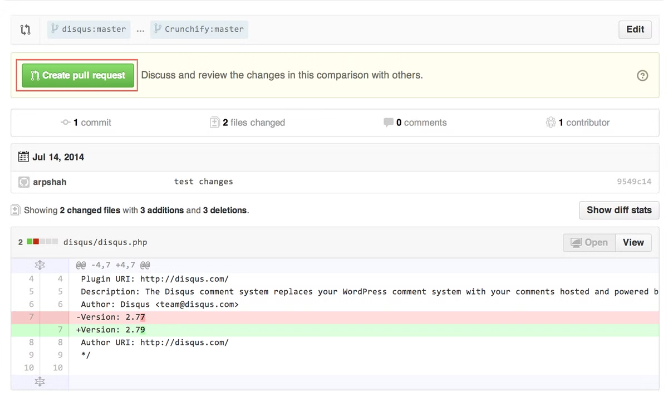 disqus:master ... Crunchify:master Edit
Create pull request Discuss and review the changes in this comparison with others. ?
1 commit 2 files changed 0 comments 1 contributor
Jul 14, 2014
arpshah test changes 9549c14
Showing 2 changed files with 3 additions and 3 deletions. Show diff stats
2 disqus/disqus.php Open View
@@ -4,7 +4,7 @@
4 4 Plugin URI: http://disqus.com/
5 5 Description: The Disqus comment system replaces your WordPress comment system with your comments hosted and powered b
6 6 Author: Disqus <team@disqus.com>
7 -Version: 2.77
7 +Version: 2.79
8 8 Author URI: http://disqus.com/
9 9 */
10 10